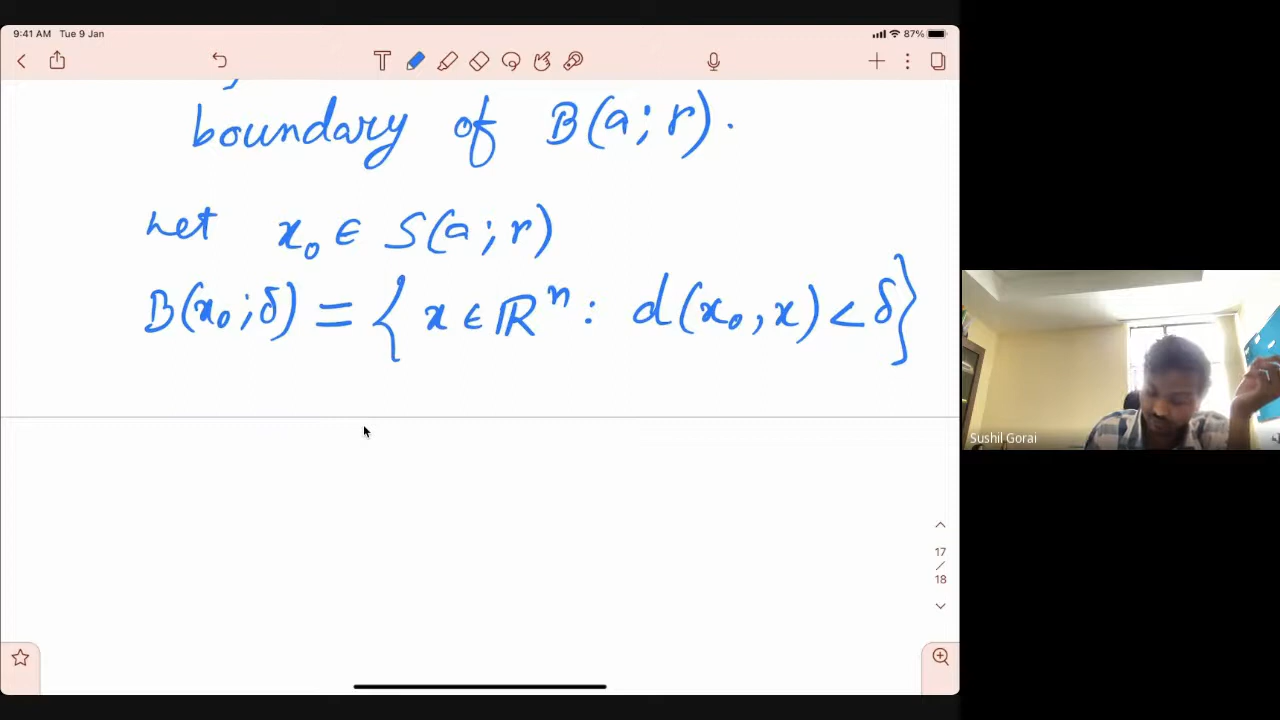 9:41 AM Tue 9 Jan
87%
T
boundary of B(a; r).
Let x₀ ∈ S(a; r)
B(x₀; δ) = { x ∈ ℝⁿ : d(x₀, x) < δ }
Sushil Gorai
17
/
18